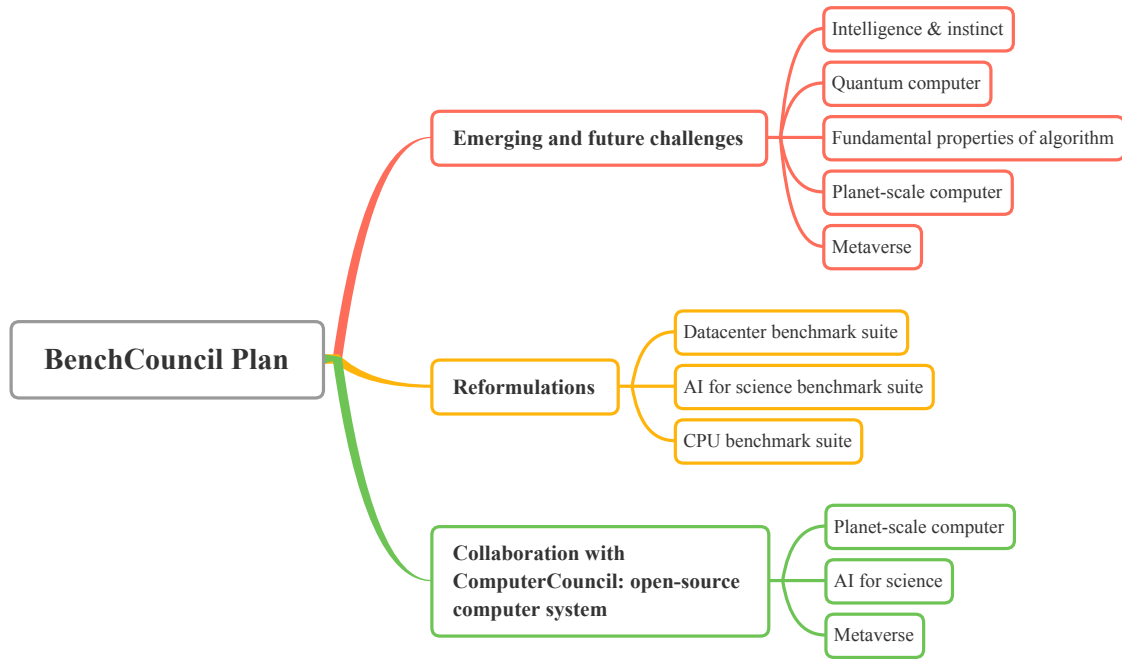 BenchCouncil Plan
Emerging and future challenges
Intelligence & instinct
Quantum computer
Fundamental properties of algorithm
Planet-scale computer
Metaverse
Reformulations
Datacenter benchmark suite
AI for science benchmark suite
CPU benchmark suite
Collaboration with
ComputerCouncil: open-source
computer system
Planet-scale computer
AI for science
Metaverse